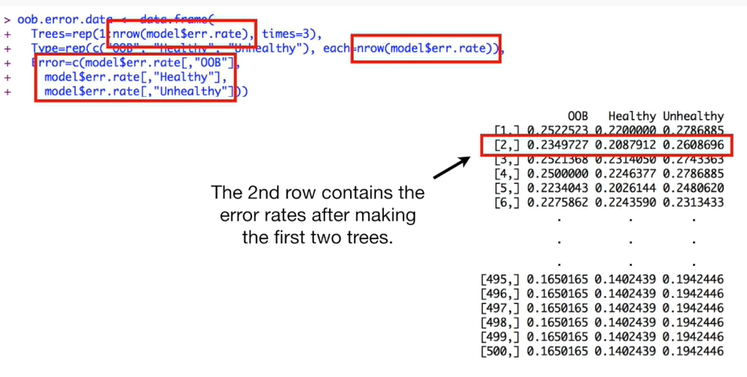 > oob.error.data <- data.frame(
+ Trees=rep(1:nrow(model$err.rate), times=3),
+ Type=rep(c("OOB", "Healthy", "Unhealthy"), each=nrow(model$err.rate)),
+ Error=c(model$err.rate[,"OOB"],
+ model$err.rate[,"Healthy"],
+ model$err.rate[,"Unhealthy"]))
OOB Healthy Unhealthy
[1,] 0.2522523 0.2200000 0.2786885
[2,] 0.2349727 0.2087912 0.2608696
[3,] 0.2521368 0.2314050 0.2743363
[4,] 0.2500000 0.2246377 0.2786885
[5,] 0.2234043 0.2026144 0.2480620
[6,] 0.2275862 0.2243590 0.2313433
. . .
. . .
. . .
[495,] 0.1650165 0.1402439 0.1942446
[496,] 0.1650165 0.1402439 0.1942446
[497,] 0.1650165 0.1402439 0.1942446
[498,] 0.1650165 0.1402439 0.1942446
[499,] 0.1650165 0.1402439 0.1942446
[500,] 0.1650165 0.1402439 0.1942446
The 2nd row contains the
error rates after making
the first two trees.